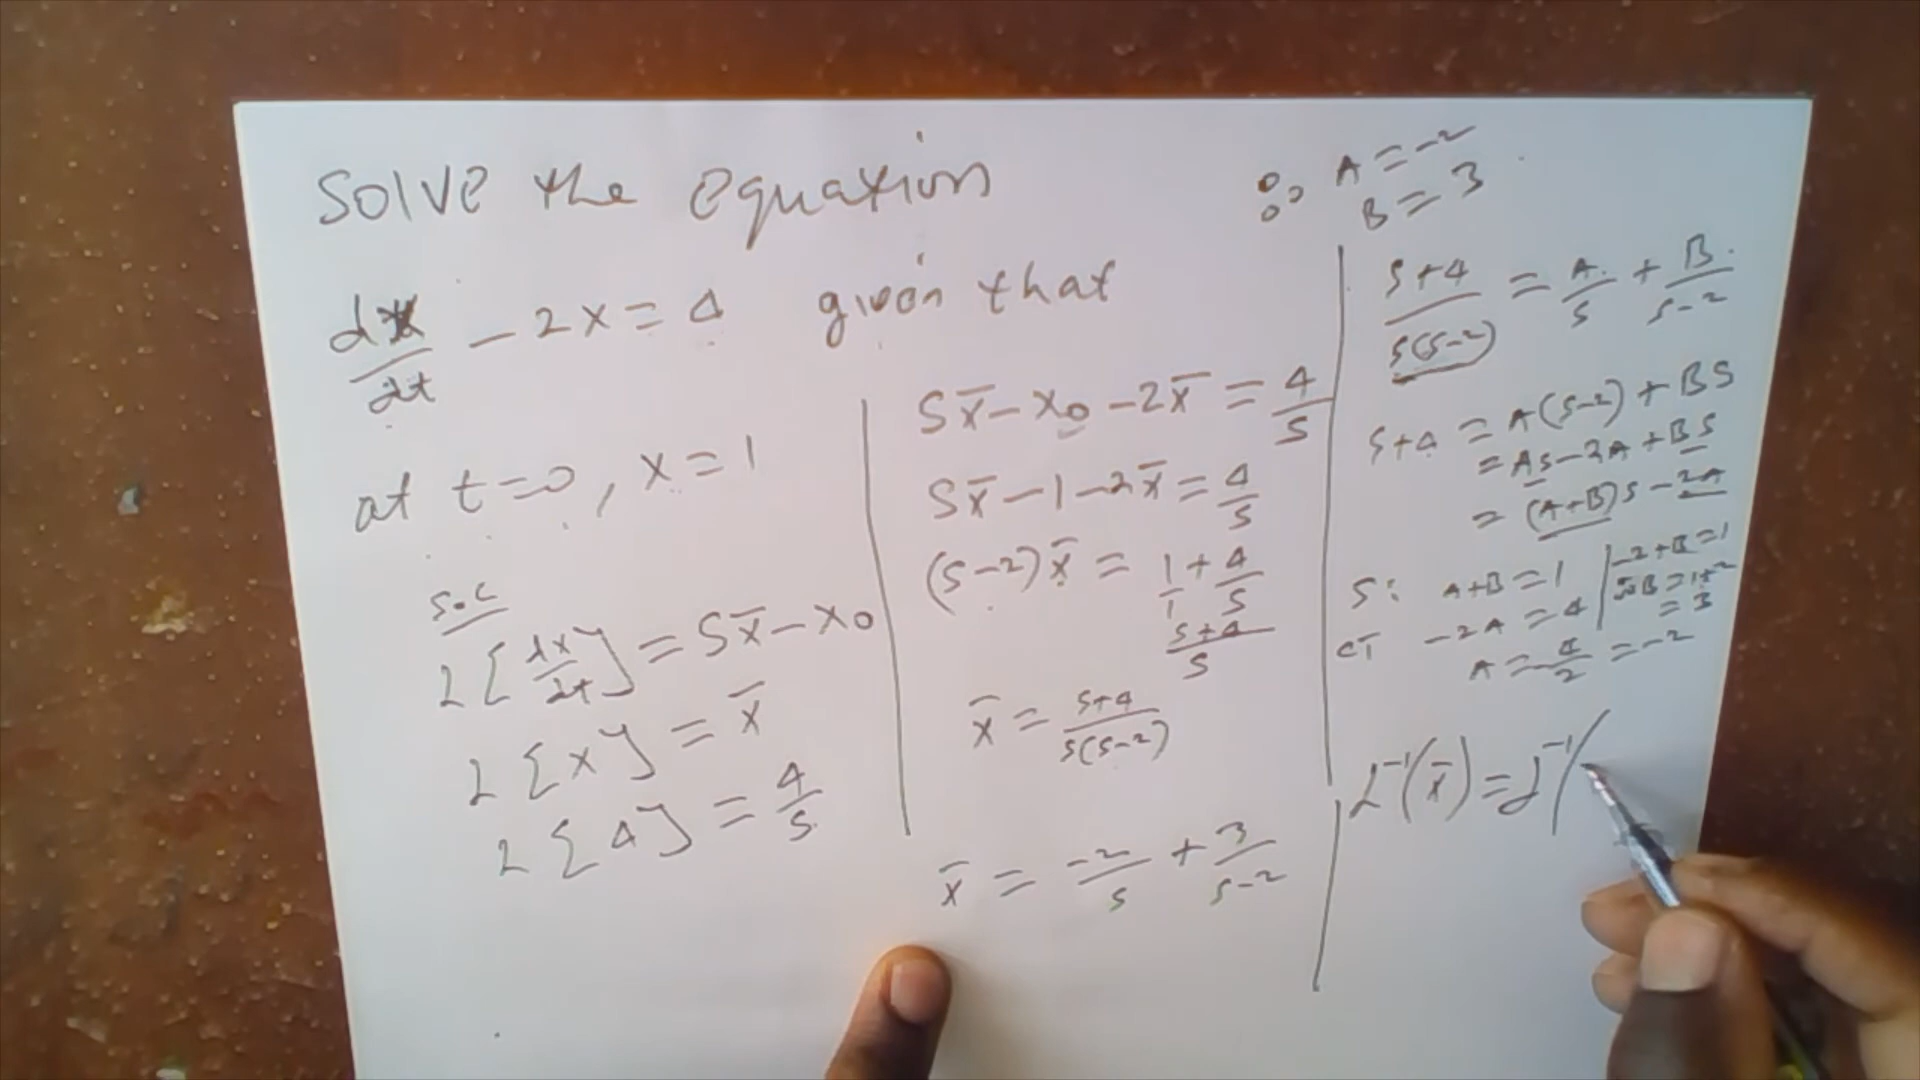 SOLVE the equation
dx/dt - 2x = 4 given that
at t=0, x=1
Sol
L{dx/dt} = Sx̄ - x₀
L{x} = x̄
L{4} = 4/s
Sx̄ - x₀ - 2x̄ = 4/s
Sx̄ - 1 - 2x̄ = 4/s
(s-2)x̄ = 1/1 + 4/s
s+4/s
x̄ = s+4/s(s-2)
x̄ = -2/s + 3/s-2
∴ A = -2
B = 3
s+4/s(s-2) = A/s + B/s-2
s+4 = A(s-2) + BS
= As - 2A + BS
= (A+B)s - 2A
S: A+B = 1
CT -2A = 4
A = -4/2 = -2
-2+B = 1
∴B = 1+2
= 3
L⁻¹(x̄) = L⁻¹(